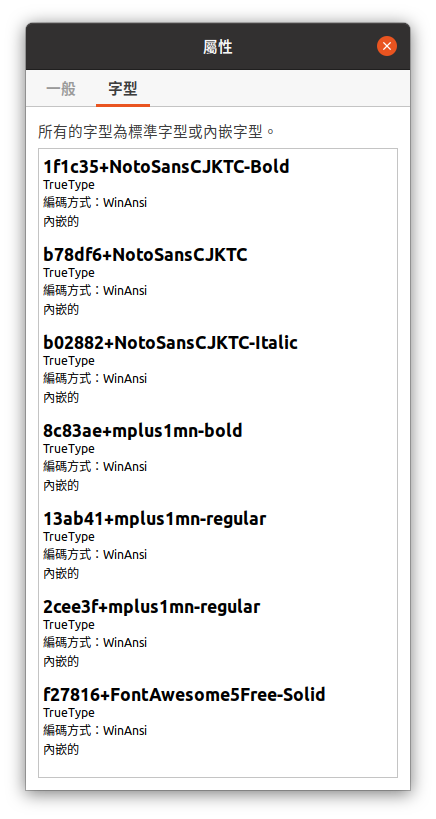 屬性
一般
字型
所有的字型為標準字型或內嵌字型。
1f1c35+NotoSansCJKTC-Bold
TrueType
編碼方式：WinAnsi
內嵌的
b78df6+NotoSansCJKTC
TrueType
編碼方式：WinAnsi
內嵌的
b02882+NotoSansCJKTC-Italic
TrueType
編碼方式：WinAnsi
內嵌的
8c83ae+mplus1mn-bold
TrueType
編碼方式：WinAnsi
內嵌的
13ab41+mplus1mn-regular
TrueType
編碼方式：WinAnsi
內嵌的
2cee3f+mplus1mn-regular
TrueType
編碼方式：WinAnsi
內嵌的
f27816+FontAwesome5Free-Solid
TrueType
編碼方式：WinAnsi
內嵌的